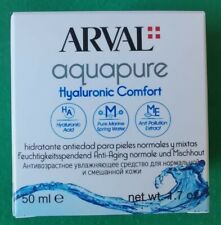 ARVAL
aquapure
Hyaluronic Comfort
HA M ME
Hyaluronic Acid Pure Marine Spring Water Anti Pollution Extract
hidratante antiedad para pieles normales y mixtas
feuchtigkeitsspendend Anti-Aging normale und Mischhaut
Антивозрастное увлажняющее средство для нормальной
и смешанной кожи
50 ml e net wt. 1.7 oz.